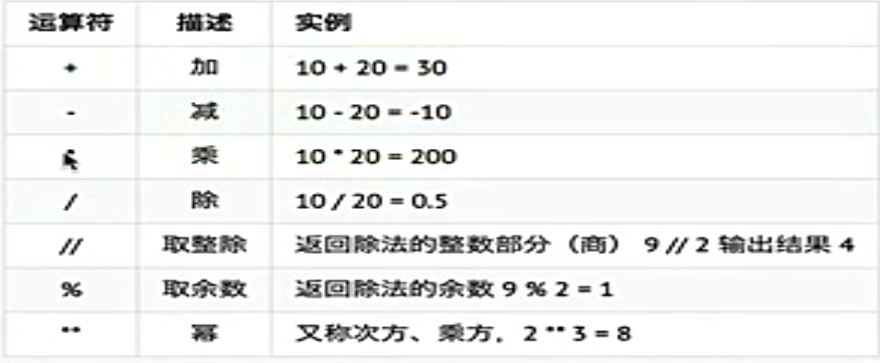 运算符 描述 实例
+ 加 10 + 20 = 30
- 减 10 - 20 = -10
乘 10 * 20 = 200
/ 除 10 / 20 = 0.5
// 取整除 返回除法的整数部分（商） 9 // 2 输出结果 4
% 取余数 返回除法的余数 9 % 2 = 1
** 幂 又称次方、乘方，2 ** 3 = 8